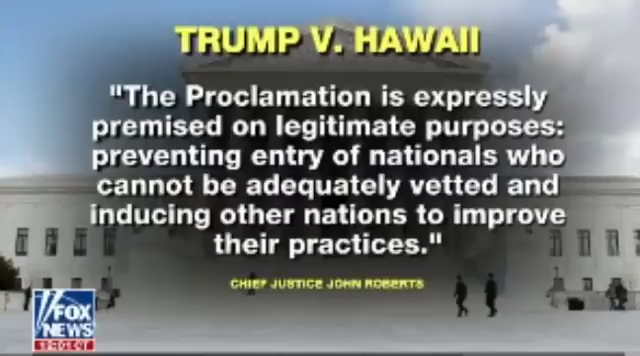 TRUMP V. HAWAII
"The Proclamation is expressly
premised on legitimate purposes:
preventing entry of nationals who
cannot be adequately vetted and
inducing other nations to improve
their practices."
CHIEF JUSTICE JOHN ROBERTS
FOX
NEWS